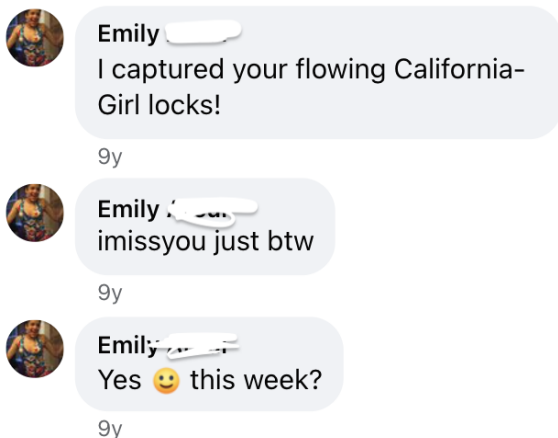 Emily
I captured your flowing California-
Girl locks!
9y
Emily
imissyou just btw
9y
Emily
Yes 🙂 this week?
9y